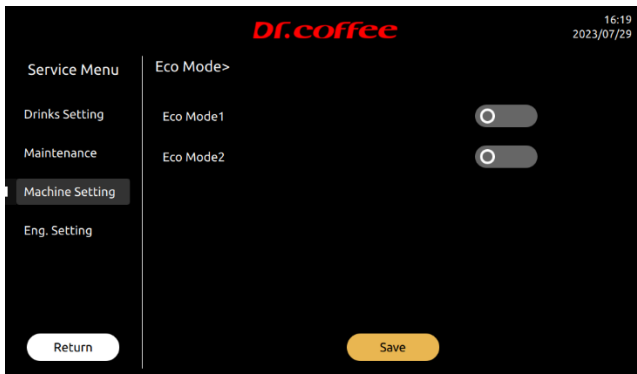 Dr.coffee
16:19
2023/07/29
Service Menu
Drinks Setting
Maintenance
Machine Setting
Eng. Setting
Return
Eco Mode>
Eco Mode1
Eco Mode2
Save